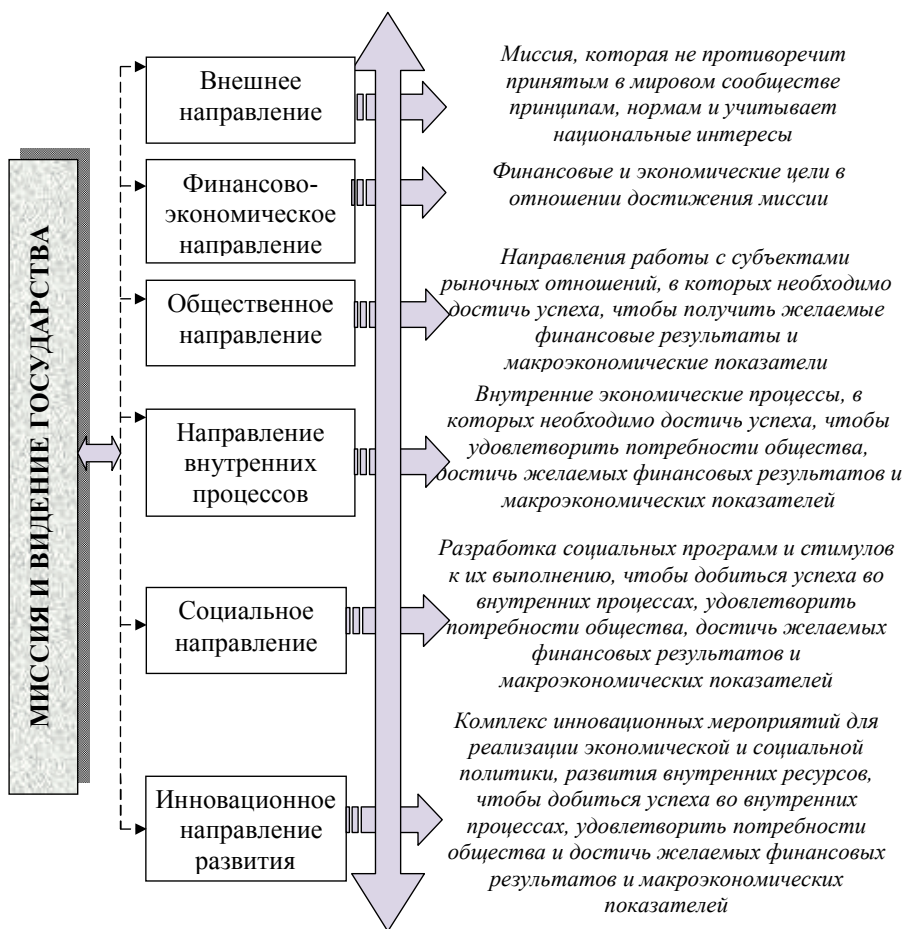 МИССИЯ И ВИДЕНИЕ ГОСУДАРСТВА
Внешнее
направление
Миссия, которая не противоречит
принятым в мировом сообществе
принципам, нормам и учитывает
национальные интересы
Финансово-
экономическое
направление
Финансовые и экономические цели в
отношении достижения миссии
Общественное
направление
Направления работы с субъектами
рыночных отношений, в которых необходимо
достичь успеха, чтобы получить желаемые
финансовые результаты и
макроэкономические показатели
Направление
внутренних
процессов
Внутренние экономические процессы, в
которых необходимо достичь успеха, чтобы
удовлетворить потребности общества,
достичь желаемых финансовых результатов и
макроэкономических показателей
Социальное
направление
Разработка социальных программ и стимулов
к их выполнению, чтобы добиться успеха во
внутренних процессах, удовлетворить
потребности общества, достичь желаемых
финансовых результатов и
макроэкономических показателей
Инновационное
направление
развития
Комплекс инновационных мероприятий для
реализации экономической и социальной
политики, развития внутренних ресурсов,
чтобы добиться успеха во внутренних
процессах, удовлетворить потребности
общества и достичь желаемых финансовых
результатов и макроэкономических
показателей